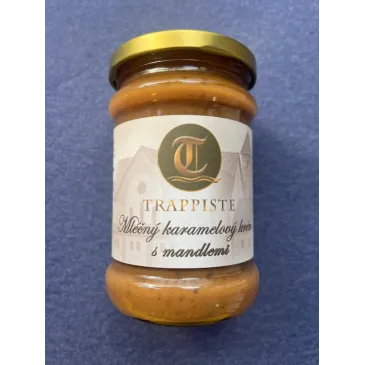 T
TRAPPISTE
Mléčný karamelový krém
s mandlemi